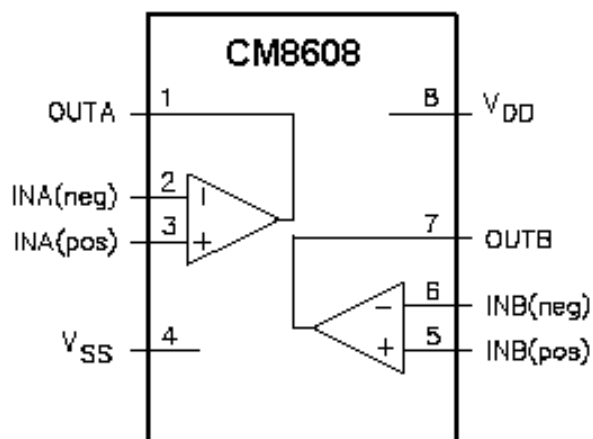 CM8608
OUTA 1
8 VDD
INA(neg) 2
INA(pos) 3
7 OUTB
6 INB(neg)
VSS 4
5 INB(pos)